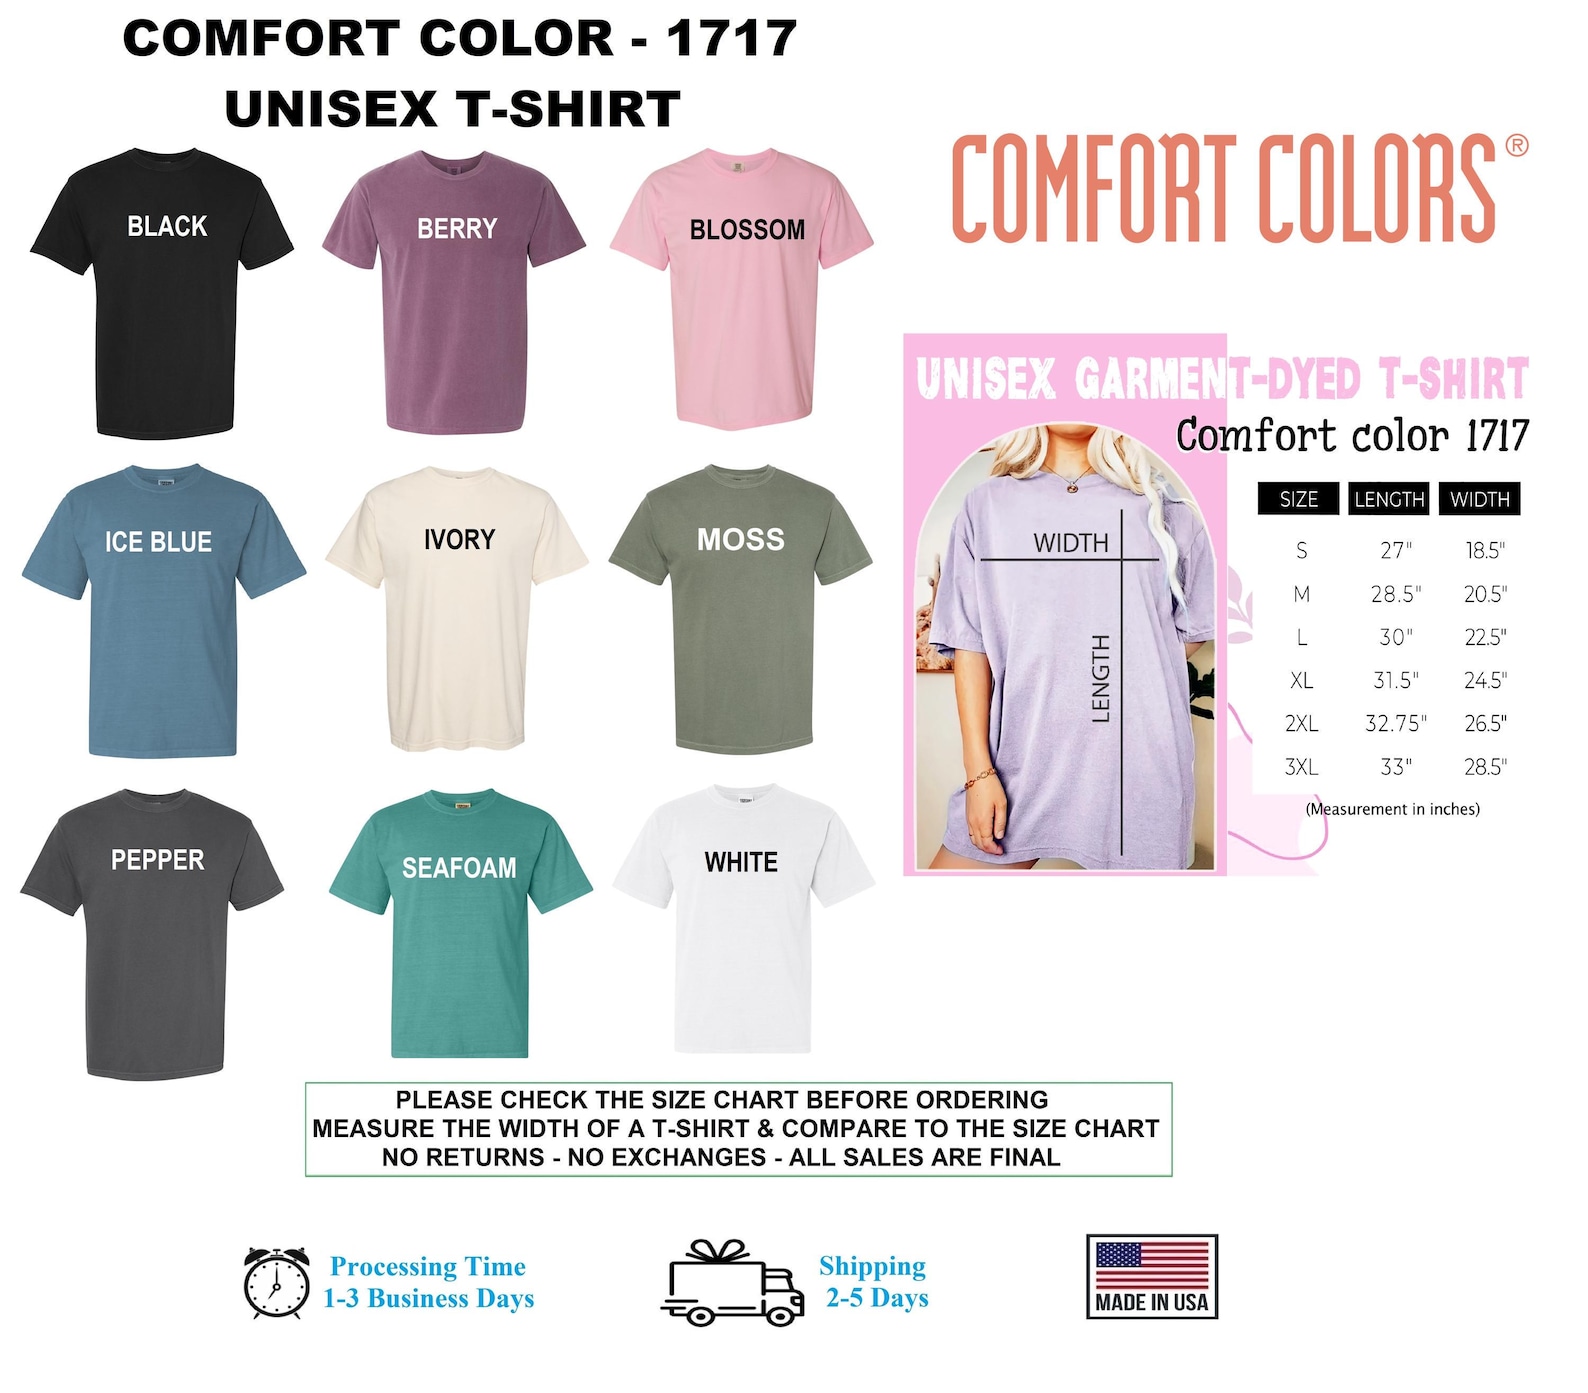 COMFORT COLOR - 1717
UNISEX T-SHIRT
BLACK
BERRY
BLOSSOM
ICE BLUE
IVORY
MOSS
PEPPER
SEAFOAM
WHITE
COMFORT COLORS®
UNISEX GARMENT-DYED T-SHIRT
Comfort color 1717
WIDTH
LENGTH
SIZE LENGTH WIDTH
S 27" 18.5"
M 28.5" 20.5"
L 30" 22.5"
XL 31.5" 24.5"
2XL 32.75" 26.5"
3XL 33" 28.5"
(Measurement in inches)
PLEASE CHECK THE SIZE CHART BEFORE ORDERING
MEASURE THE WIDTH OF A T-SHIRT & COMPARE TO THE SIZE CHART
NO RETURNS - NO EXCHANGES - ALL SALES ARE FINAL
Processing Time
1-3 Business Days
Shipping
2-5 Days
MADE IN USA